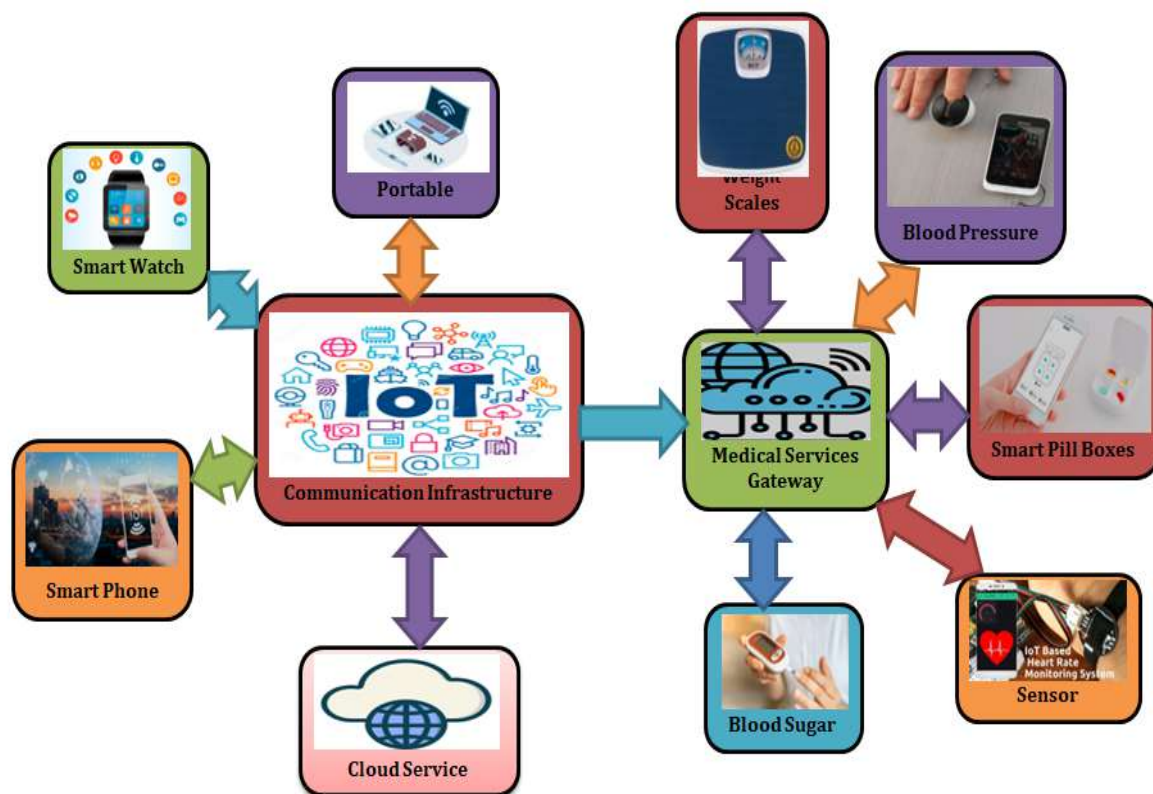 Weight
Scales
Portable
Blood Pressure
Smart Watch
IoT
Communication Infrastructure
Medical Services
Gateway
Smart Pill Boxes
Smart Phone
IoT Based
Heart Rate
Monitoring System
Sensor
Blood Sugar
Cloud Service